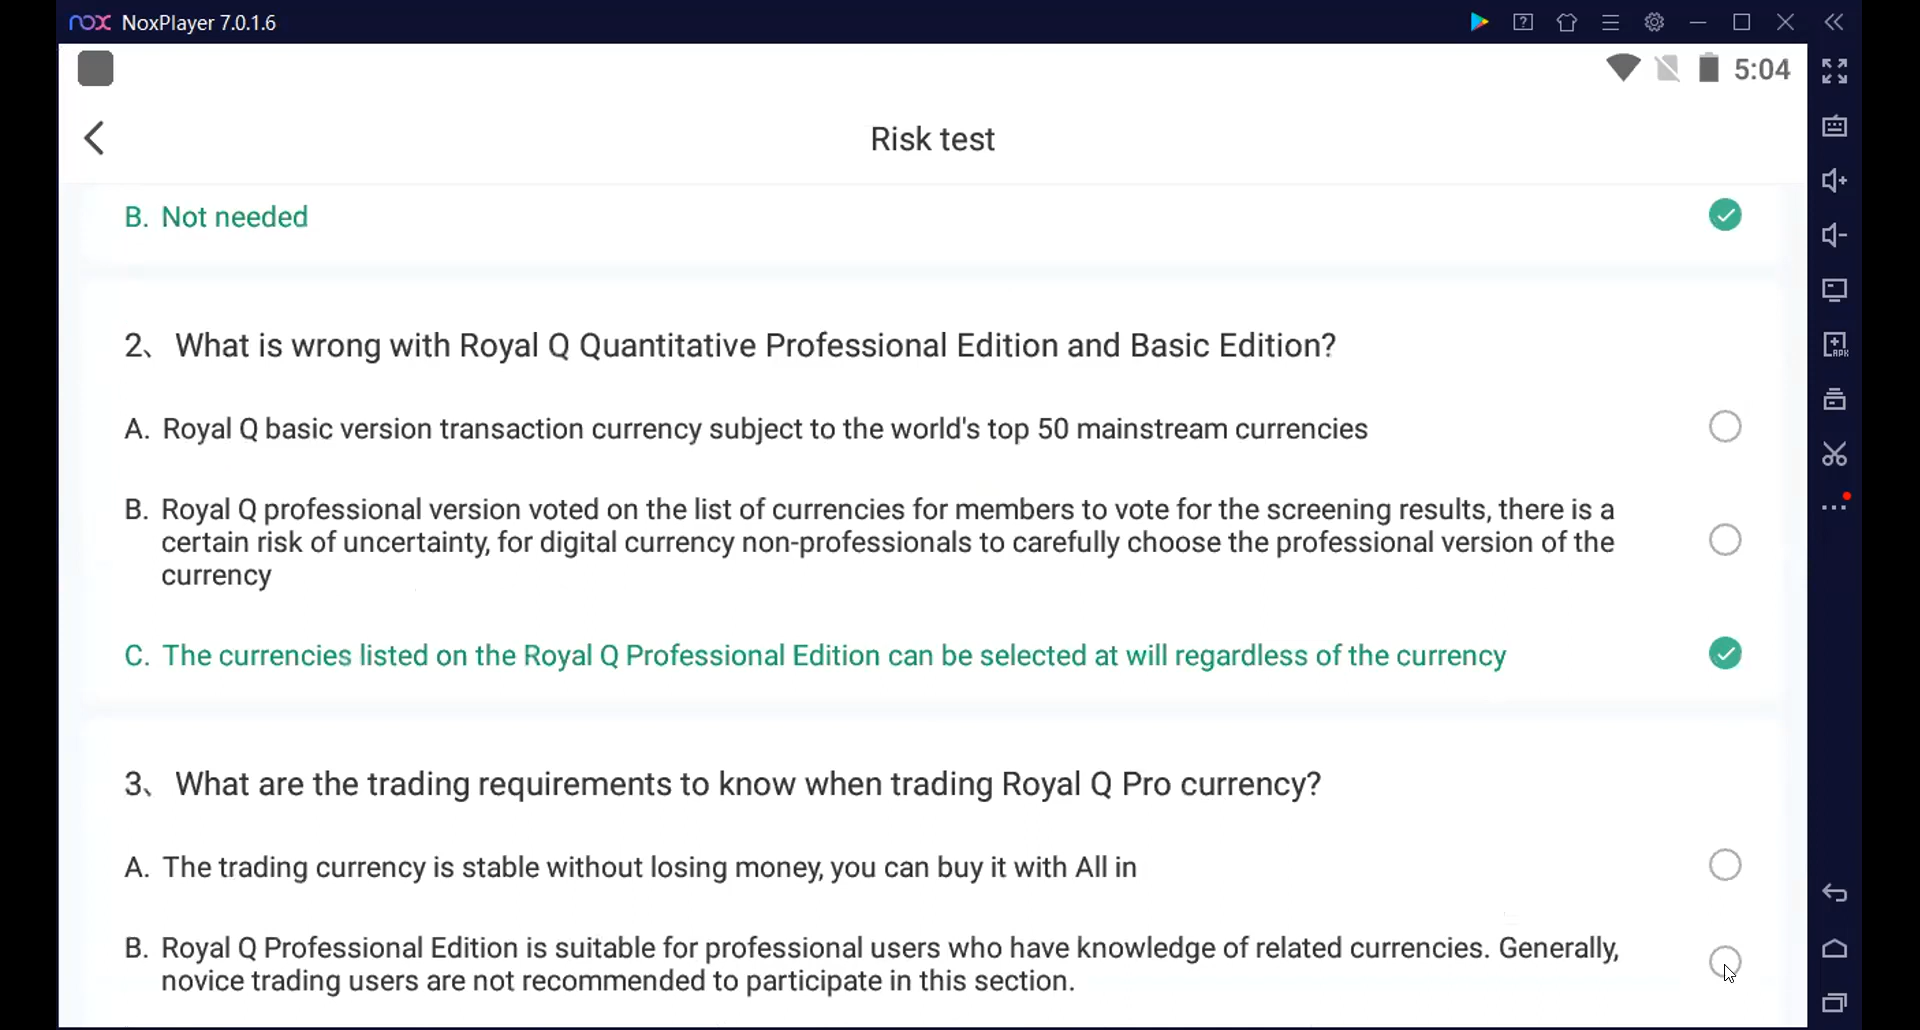 nox NoxPlayer 7.0.1.6
5:04
Risk test
B. Not needed
2、 What is wrong with Royal Q Quantitative Professional Edition and Basic Edition?
A. Royal Q basic version transaction currency subject to the world's top 50 mainstream currencies
B. Royal Q professional version voted on the list of currencies for members to vote for the screening results, there is a
certain risk of uncertainty, for digital currency non-professionals to carefully choose the professional version of the
currency
C. The currencies listed on the Royal Q Professional Edition can be selected at will regardless of the currency
3、 What are the trading requirements to know when trading Royal Q Pro currency?
A. The trading currency is stable without losing money, you can buy it with All in
B. Royal Q Professional Edition is suitable for professional users who have knowledge of related currencies. Generally,
novice trading users are not recommended to participate in this section.
APK